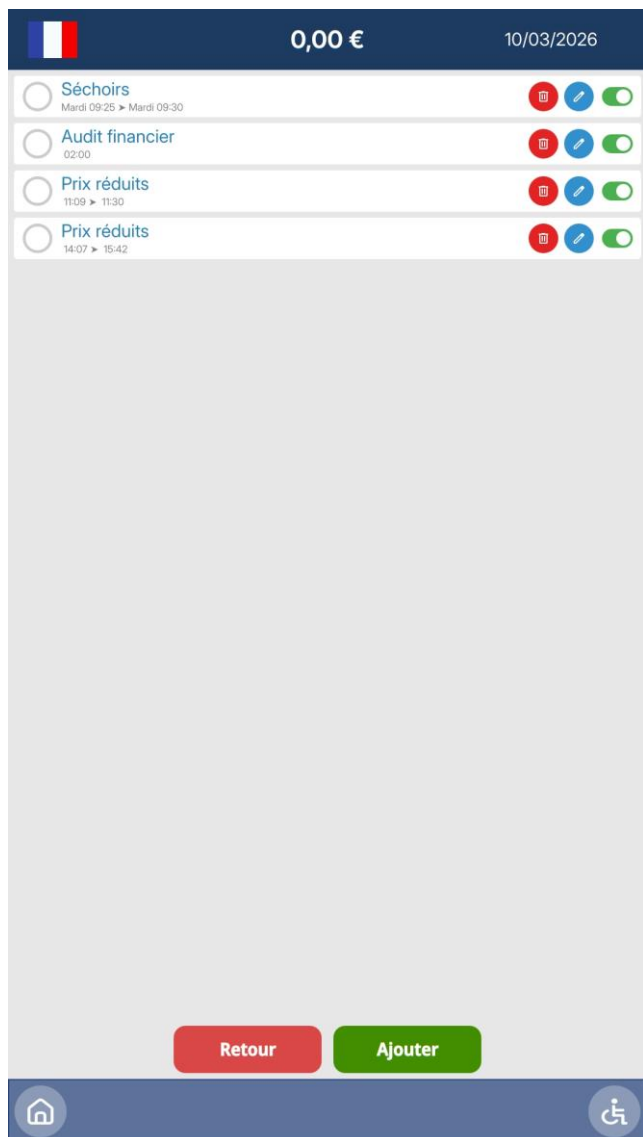 0,00 €
10/03/2026
Séchoirs
Mardi 09:25 ➤ Mardi 09:30
Audit financier
02:00
Prix réduits
11:09 ➤ 11:30
Prix réduits
14:07 ➤ 15:42
Retour
Ajouter